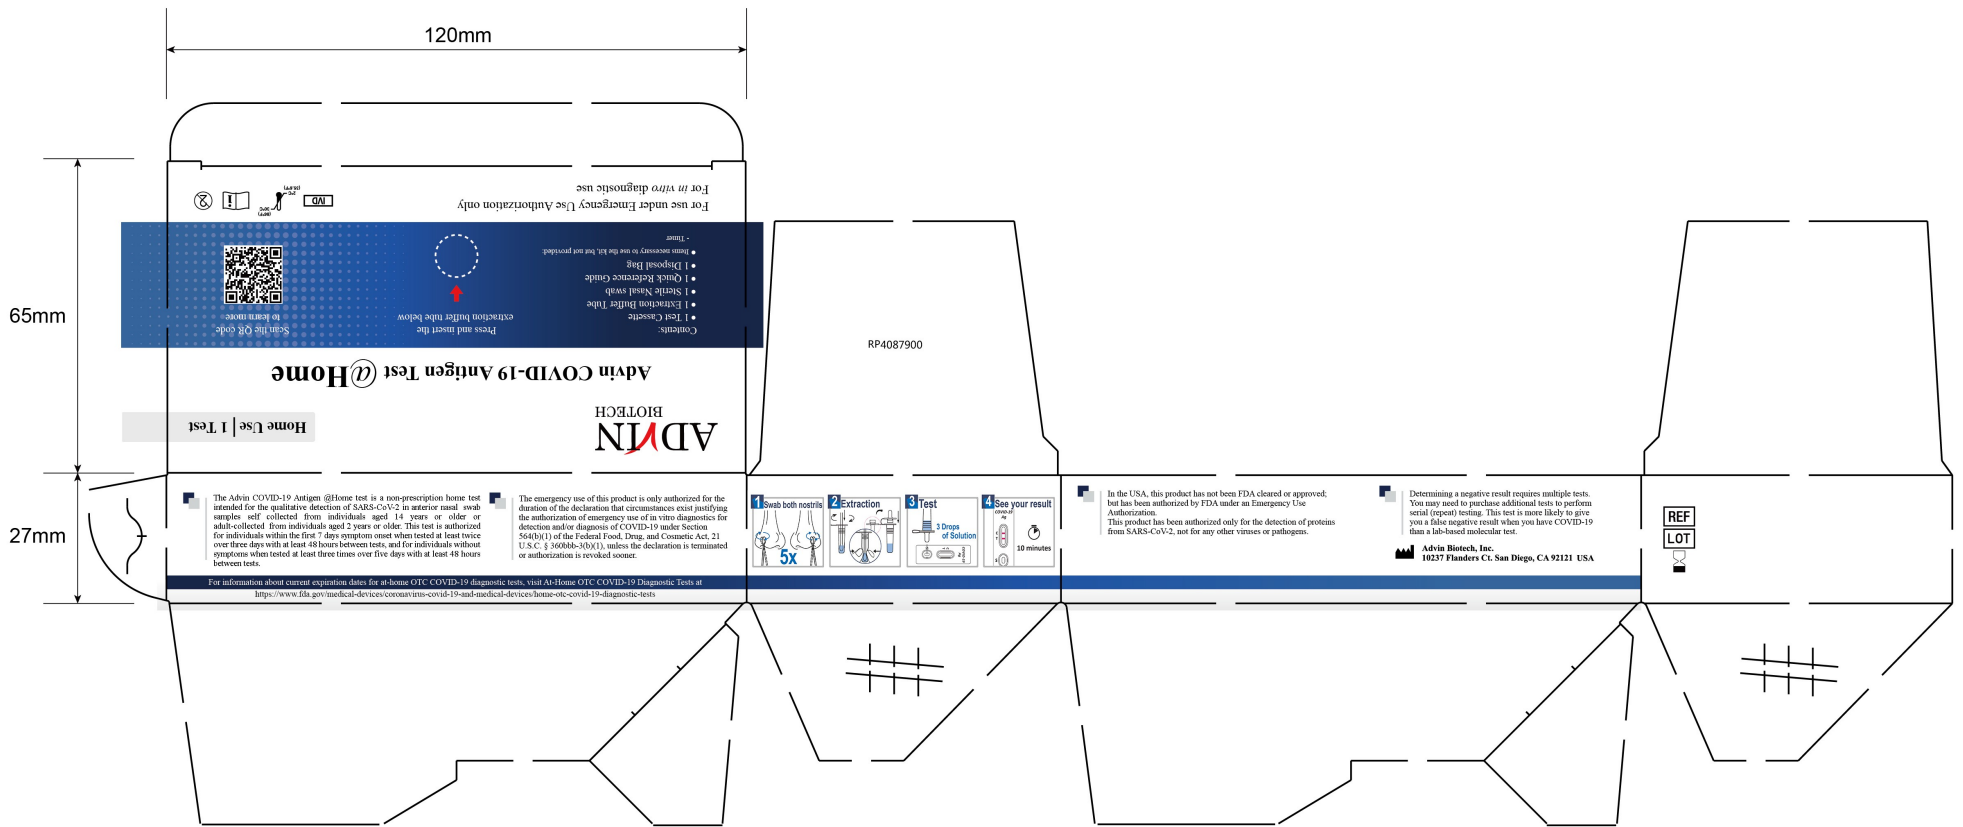 120mm
65mm
27mm
ADVIN
BIOTECH
Home Use | 1 Test
Advin COVID-19 Antigen Test @Home
Contents:
● 1 Test Cassette
● 1 Extraction Buffer Tube
● 1 Sterile Nasal swab
● 1 Quick Reference Guide
● 1 Disposal Bag
● Items necessary to use the kit, but not provided:
- Timer
Press and insert the
extraction buffer tube below
Scan the QR code
to learn more
For use under Emergency Use Authorization only
For in vitro diagnostic use
IVD
2°C
(35.6°F)
30°C
(86°F)
2
RP4087900
The Advin COVID-19 Antigen @Home test is a non-prescription home test
intended for the qualitative detection of SARS-CoV-2 in anterior nasal swab
samples self collected from individuals aged 14 years or older or
adult-collected from individuals aged 2 years or older. This test is authorized
for individuals within the first 7 days symptom onset when tested at least twice
over three days with at least 48 hours between tests, and for individuals without
symptoms when tested at least three times over five days with at least 48 hours
between tests.
The emergency use of this product is only authorized for the
duration of the declaration that circumstances exist justifying
the authorization of emergency use of in vitro diagnostics for
detection and/or diagnosis of COVID-19 under Section
564(b)(1) of the Federal Food, Drug, and Cosmetic Act, 21
U.S.C. § 360bbb-3(b)(1), unless the declaration is terminated
or authorization is revoked sooner.
For information about current expiration dates for at-home OTC COVID-19 diagnostic tests, visit At-Home OTC COVID-19 Diagnostic Tests at
https://www.fda.gov/medical-devices/coronavirus-covid-19-and-medical-devices/home-otc-covid-19-diagnostic-tests
1 Swab both nostrils
5x
2 Extraction
3 Test
3 Drops
of Solution
4 See your result
COVID-19
Ag
10 minutes
In the USA, this product has not been FDA cleared or approved;
but has been authorized by FDA under an Emergency Use
Authorization.
This product has been authorized only for the detection of proteins
from SARS-CoV-2, not for any other viruses or pathogens.
Determining a negative result requires multiple tests.
You may need to purchase additional tests to perform
serial (repeat) testing. This test is more likely to give
you a false negative result when you have COVID-19
than a lab-based molecular test.
Advin Biotech, Inc.
10237 Flanders Ct. San Diego, CA 92121 USA
REF
LOT